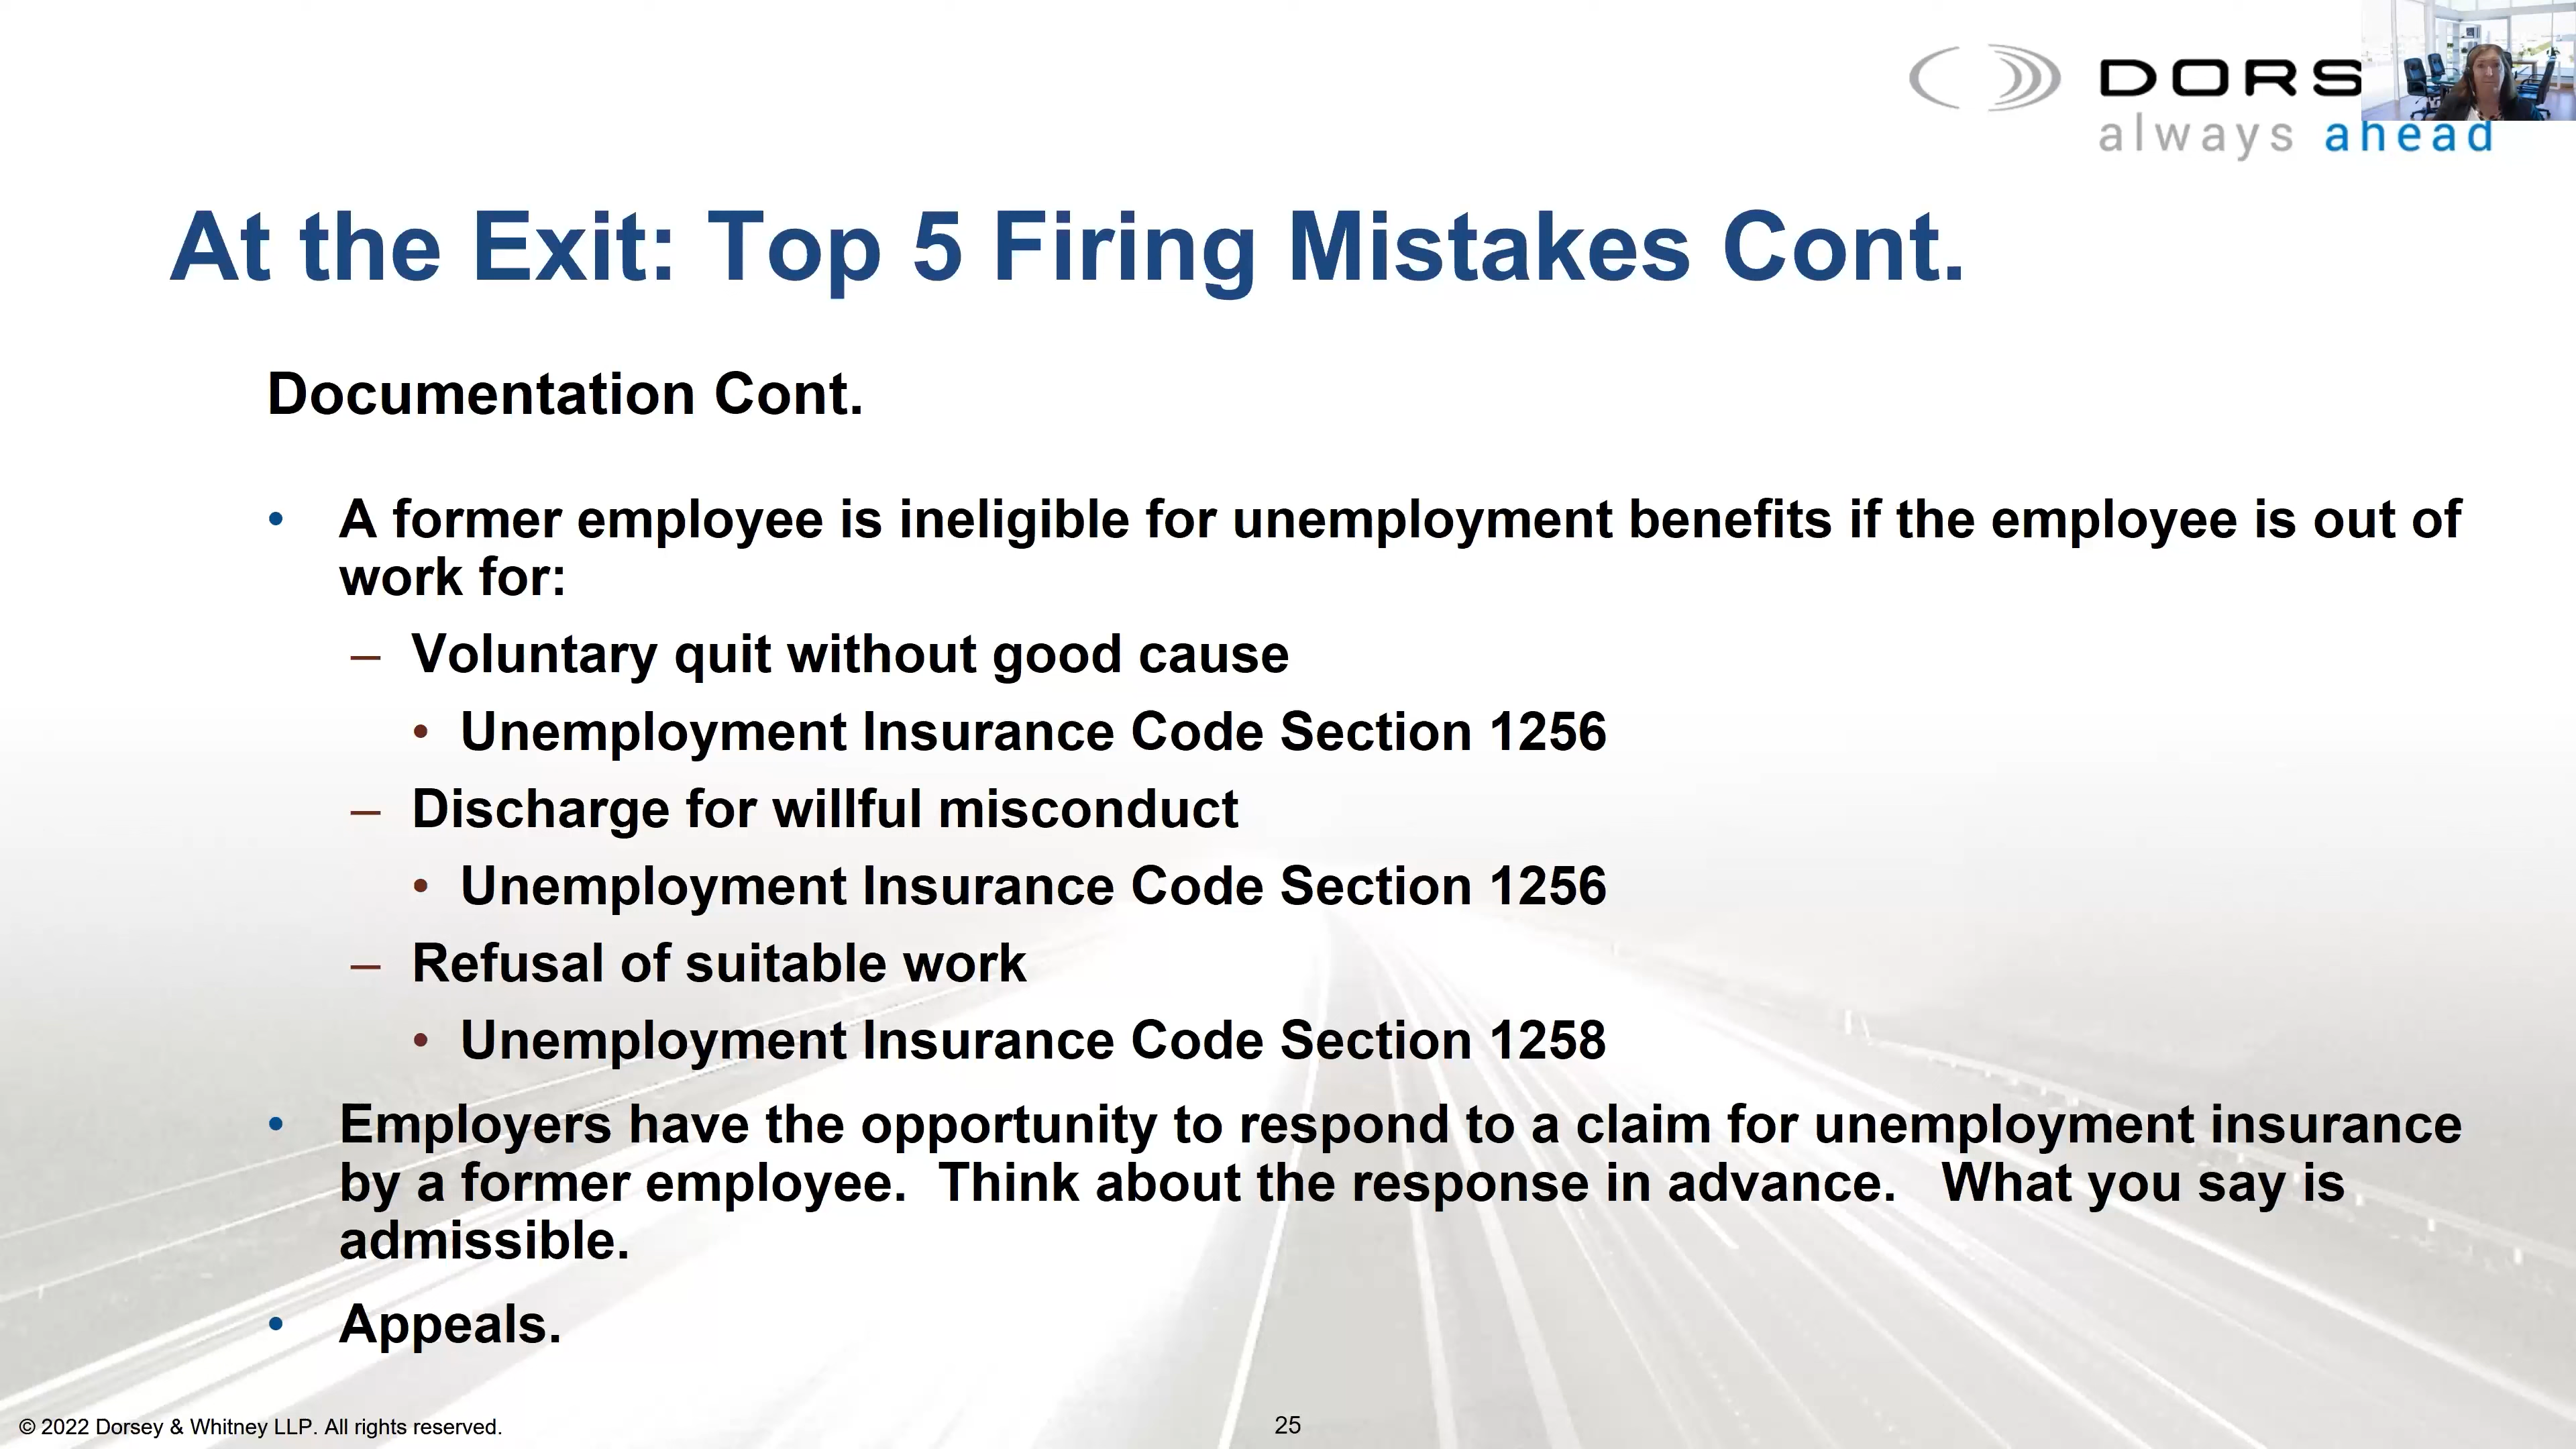 DORS
always ahead
At the Exit: Top 5 Firing Mistakes Cont.
Documentation Cont.
• A former employee is ineligible for unemployment benefits if the employee is out of
work for:
– Voluntary quit without good cause
• Unemployment Insurance Code Section 1256
– Discharge for willful misconduct
• Unemployment Insurance Code Section 1256
– Refusal of suitable work
• Unemployment Insurance Code Section 1258
• Employers have the opportunity to respond to a claim for unemployment insurance
by a former employee.  Think about the response in advance.   What you say is
admissible.
• Appeals.
© 2022 Dorsey & Whitney LLP. All rights reserved.
25